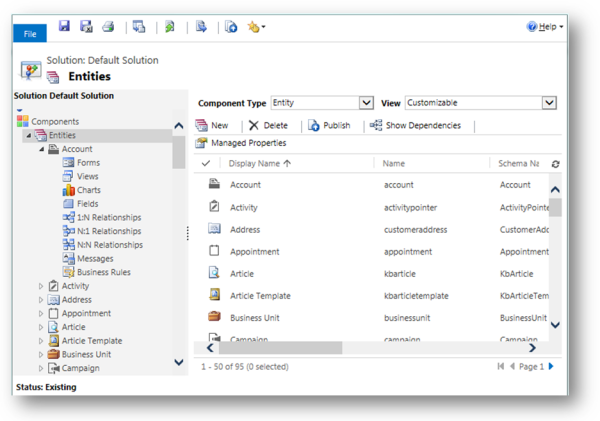 File
Help
Solution: Default Solution
Entities
Solution Default Solution
Components
Entities
Account
Forms
Views
Charts
Fields
1:N Relationships
N:1 Relationships
N:N Relationships
Messages
Business Rules
Activity
Address
Appointment
Article
Article Template
Business Unit
Campaign
Component Type Entity View Customizable
New Delete Publish Show Dependencies
Managed Properties
Display Name Name Schema Na
Account account Account
Activity activitypointer ActivityPointe
Address customeraddress CustomerAdd
Appointment appointment Appointment
Article kbarticle KbArticle
Article Template kbarticletemplate KbArticleTem
Business Unit businessunit BusinessUnit
Campaign campaign Campaign
1 - 50 of 95 (0 selected) Page 1
Status: Existing